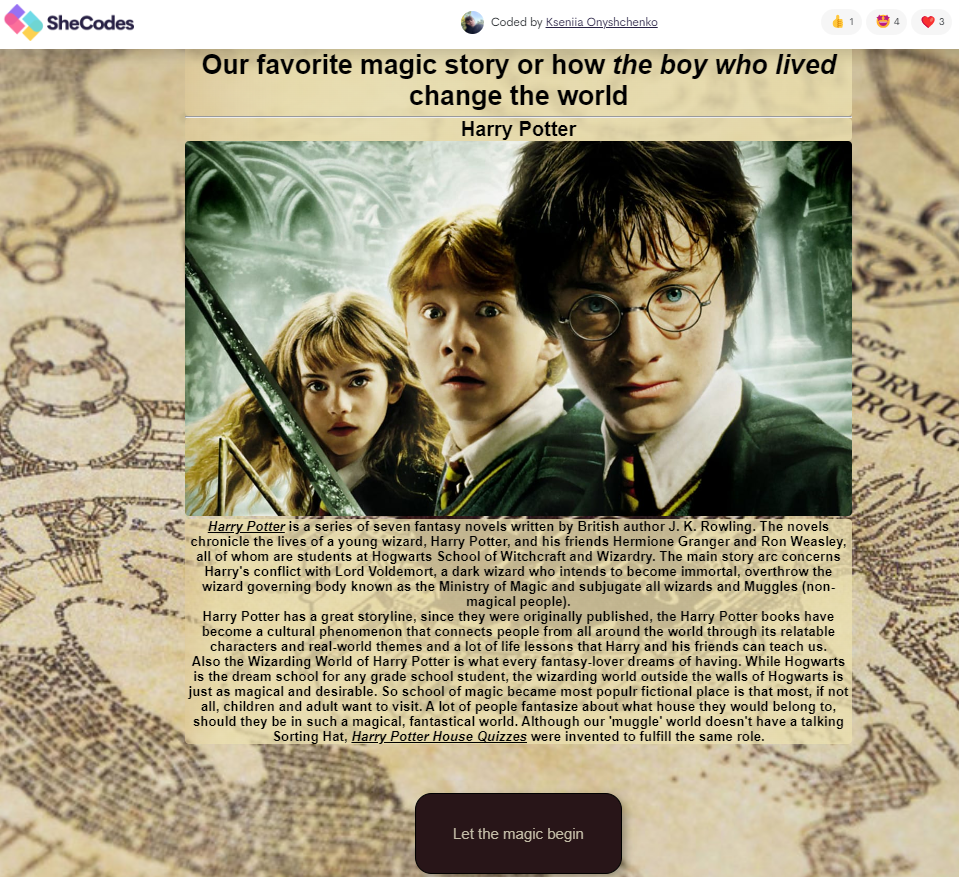 SheCodes
Coded by Kseniia Onyshchenko
1
4
3
Our favorite magic story or how the boy who lived
change the world
Harry Potter
Harry Potter is a series of seven fantasy novels written by British author J. K. Rowling. The novels
chronicle the lives of a young wizard, Harry Potter, and his friends Hermione Granger and Ron Weasley,
all of whom are students at Hogwarts School of Witchcraft and Wizardry. The main story arc concerns
Harry's conflict with Lord Voldemort, a dark wizard who intends to become immortal, overthrow the
wizard governing body known as the Ministry of Magic and subjugate all wizards and Muggles (non-
magical people).
Harry Potter has a great storyline, since they were originally published, the Harry Potter books have
become a cultural phenomenon that connects people from all around the world through its relatable
characters and real-world themes and a lot of life lessons that Harry and his friends can teach us.
Also the Wizarding World of Harry Potter is what every fantasy-lover dreams of having. While Hogwarts
is the dream school for any grade school student, the wizarding world outside the walls of Hogwarts is
just as magical and desirable. So school of magic became most populr fictional place is that most, if not
all, children and adult want to visit. A lot of people fantasize about what house they would belong to,
should they be in such a magical, fantastical world. Although our 'muggle' world doesn't have a talking
Sorting Hat, Harry Potter House Quizzes were invented to fulfill the same role.
Let the magic begin